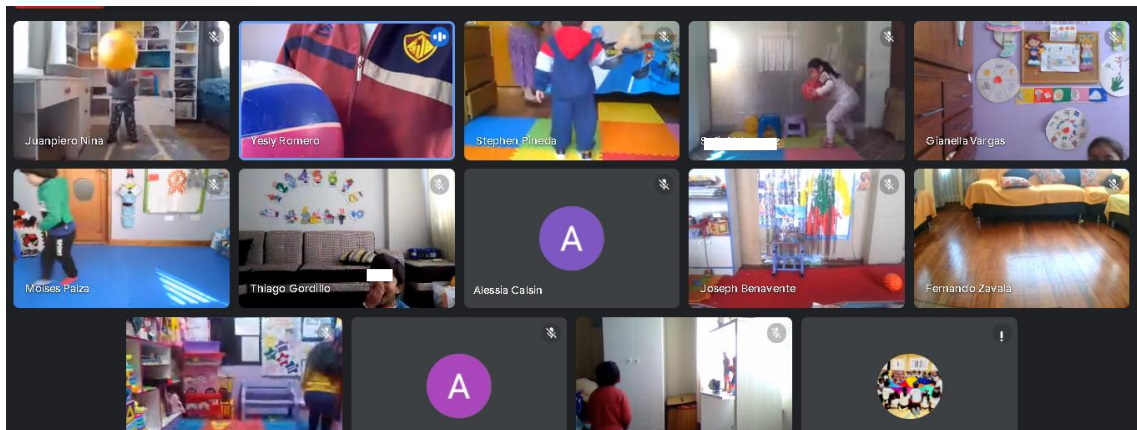 Juanpiero Nina
Yesly Romero
Stephen Pineda
Gianella Vargas
Moises Palza
Thiago Gordillo
A
Alessia Calsin
Joseph Benavente
Fernando Zavala
A